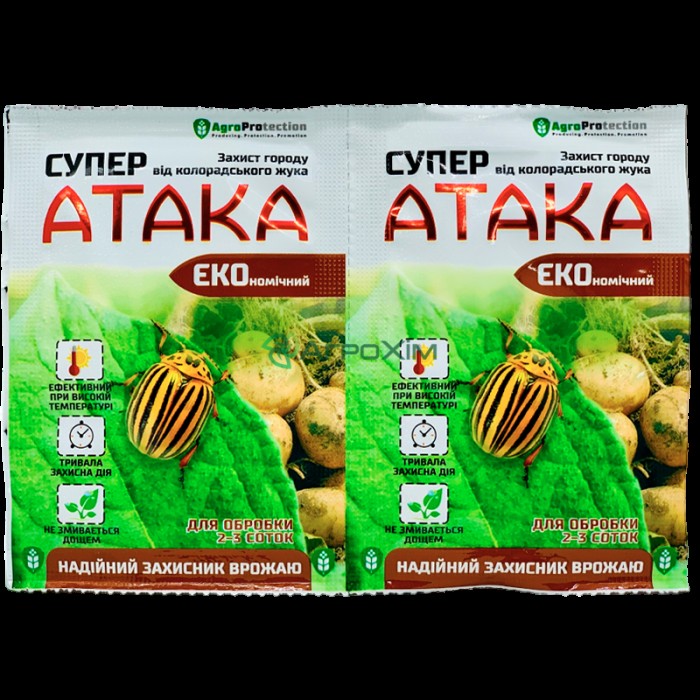 AgroProtection
Producing. Protection. Promotion
СУПЕР
Захист городу
від колорадського жука
АТАКА
ЄКОномічний
ЕФЕКТИВНИЙ
ПРИ ВИСОКІЙ
ТЕМПЕРАТУРІ
ТРИВАЛА
ЗАХИСНА ДІЯ
НЕ ЗМИВАЄТЬСЯ
ДОЩЕМ
ДЛЯ ОБРОБКИ
2-3 СОТОК
НАДІЙНИЙ ЗАХИСНИК ВРОЖАЮ
AgroProtection
Producing. Protection. Promotion
СУПЕР
Захист городу
від колорадського жука
АТАКА
ЄКОномічний
ЕФЕКТИВНИЙ
ПРИ ВИСОКІЙ
ТЕМПЕРАТУРІ
ТРИВАЛА
ЗАХИСНА ДІЯ
НЕ ЗМИВАЄТЬСЯ
ДОЩЕМ
ДЛЯ ОБРОБКИ
2-3 СОТОК
НАДІЙНИЙ ЗАХИСНИК ВРОЖАЮ
АГРОХІМ